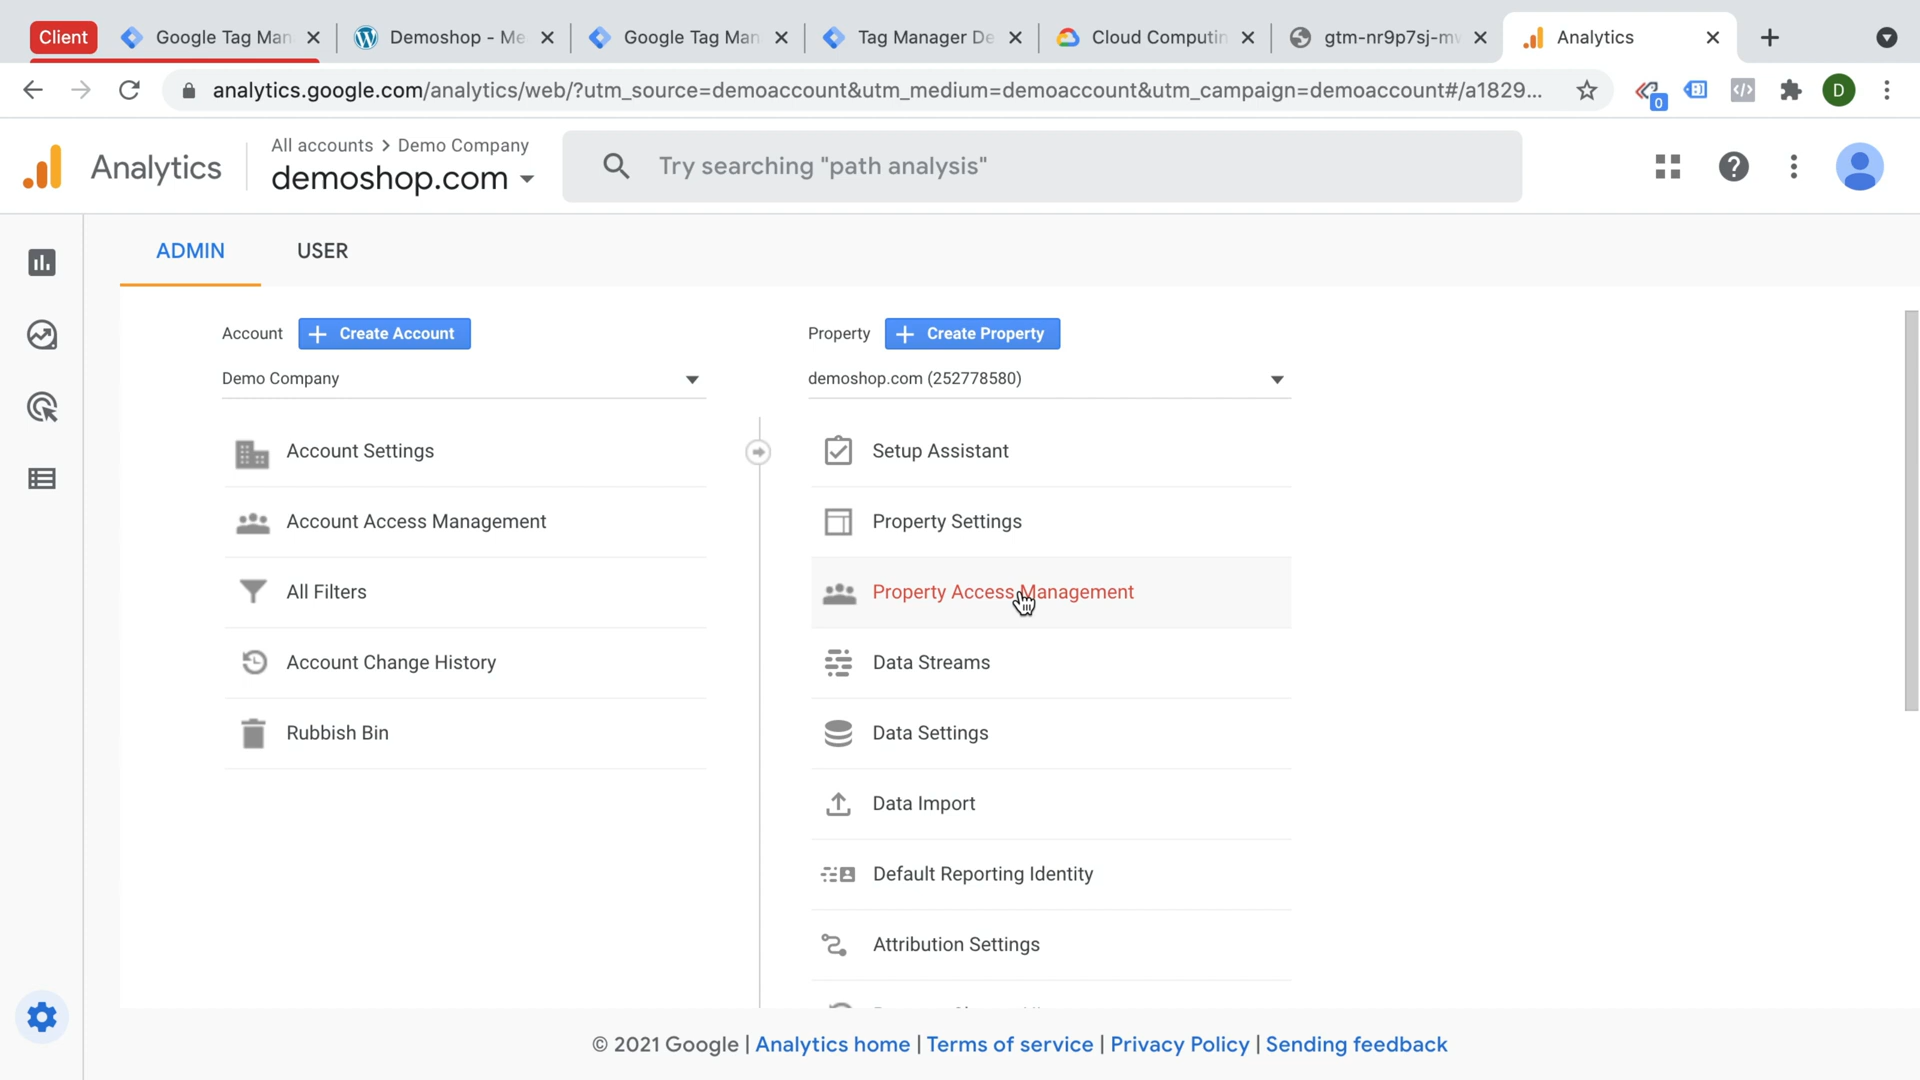 Client
Google Tag Man
Demoshop - Me
Google Tag Man
Tag Manager De
Cloud Computin
gtm-nr9p7sj-mv
Analytics
analytics.google.com/analytics/web/?utm_source=demoaccount&utm_medium=demoaccount&utm_campaign=demoaccount#/a1829...
0
D
Analytics
All accounts > Demo Company
demoshop.com
Try searching "path analysis"
ADMIN
USER
Account
Create Account
Demo Company
Account Settings
Account Access Management
All Filters
Account Change History
Rubbish Bin
Property
Create Property
demoshop.com (252778580)
Setup Assistant
Property Settings
Property Access Management
Data Streams
Data Settings
Data Import
Default Reporting Identity
Attribution Settings
© 2021 Google | Analytics home | Terms of service | Privacy Policy | Sending feedback